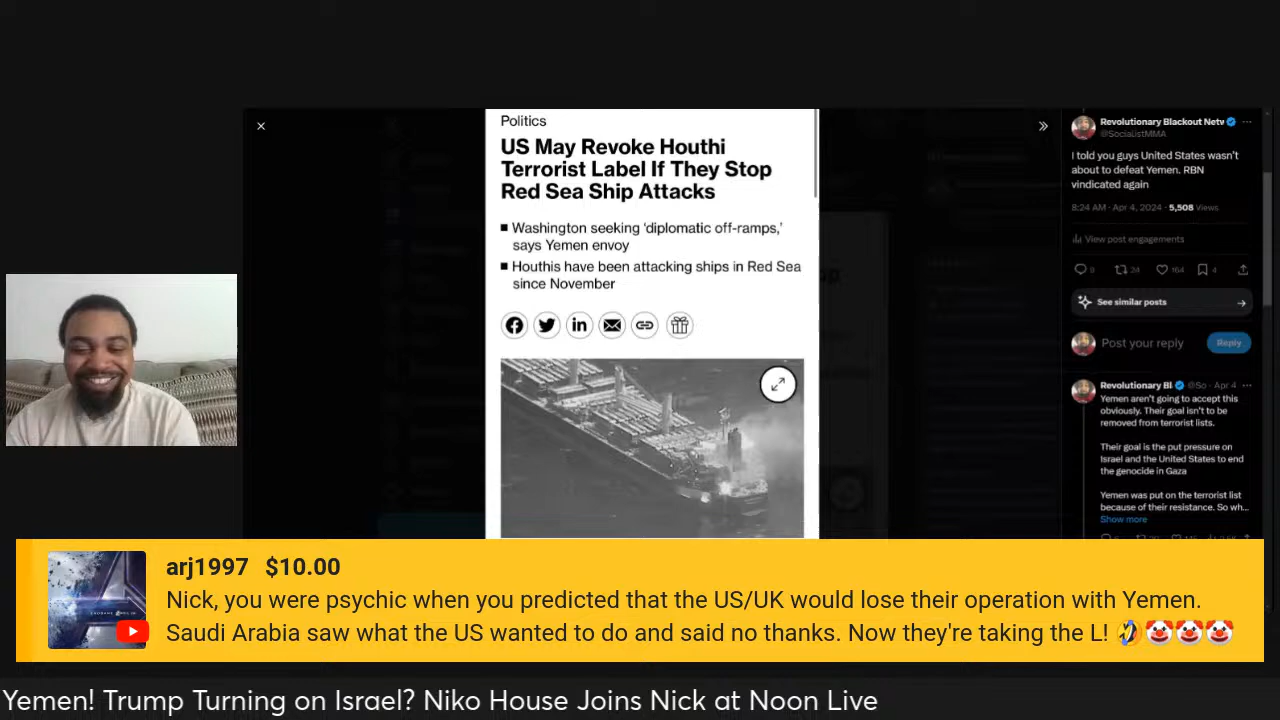 Politics
US May Revoke Houthi
Terrorist Label If They Stop
Red Sea Ship Attacks
Washington seeking 'diplomatic off-ramps,'
says Yemen envoy
Houthis have been attacking ships in Red Sea
since November
Revolutionary Blackout Netw
@SocialistMMA
I told you guys United States wasn't
about to defeat Yemen. RBN
vindicated again
8:24 AM · Apr 4, 2024 · 5,508 Views
View post engagements
8 24 164 4
See similar posts
Post your reply Reply
Revolutionary Bl @So · Apr 4
Yemen aren't going to accept this
obviously. Their goal isn't to be
removed from terrorist lists.
Their goal is the put pressure on
Israel and the United States to end
the genocide in Gaza
Yemen was put on the terrorist list
because of their resistance. So wh...
Show more
arj1997 $10.00
Nick, you were psychic when you predicted that the US/UK would lose their operation with Yemen.
Saudi Arabia saw what the US wanted to do and said no thanks. Now they're taking the L! 🤣🤡🤡🤡
Yemen! Trump Turning on Israel? Niko House Joins Nick at Noon Live